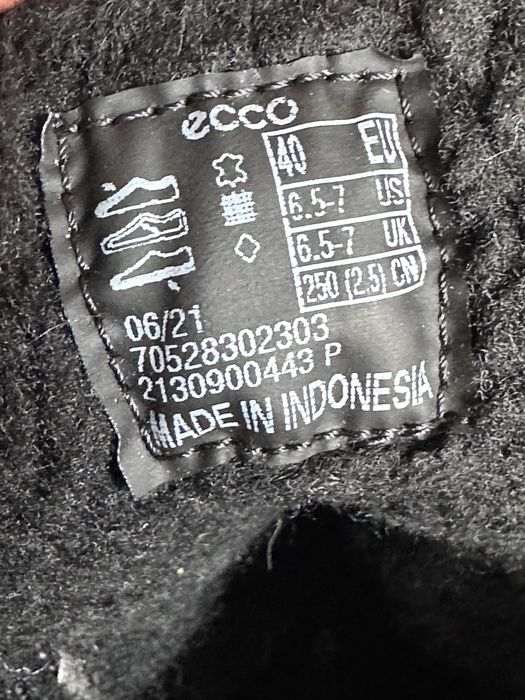 ecco
40 EU
6.5-7 US
6.5-7 UK
250 (2.5) CN
06/21
70528302303
2130900443 P
MADE IN INDONESIA